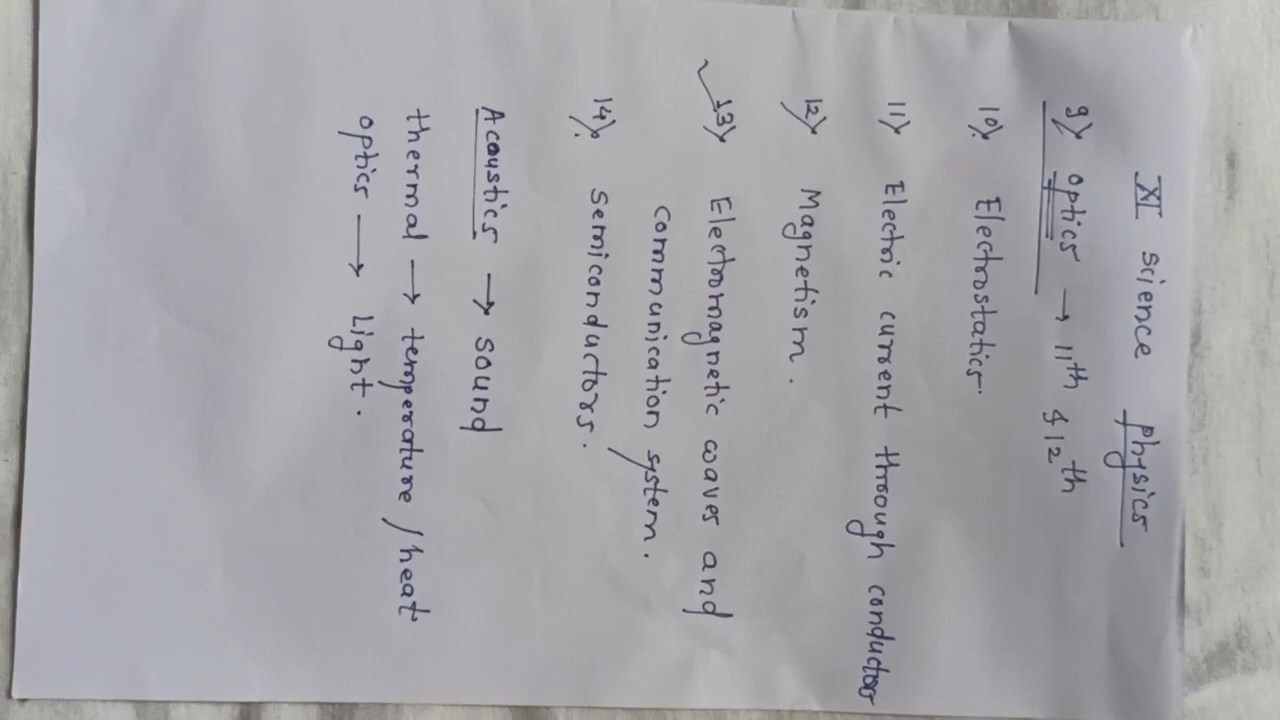 XI science physics
9) optics → 11th & 12th
10) Electrostatics.
11) Electric current through conductors
12) Magnetism.
13) Electromagnetic waves and
communication system.
14) semiconductors.
Acoustics → sound
thermal → temperature / heat
optics → Light.